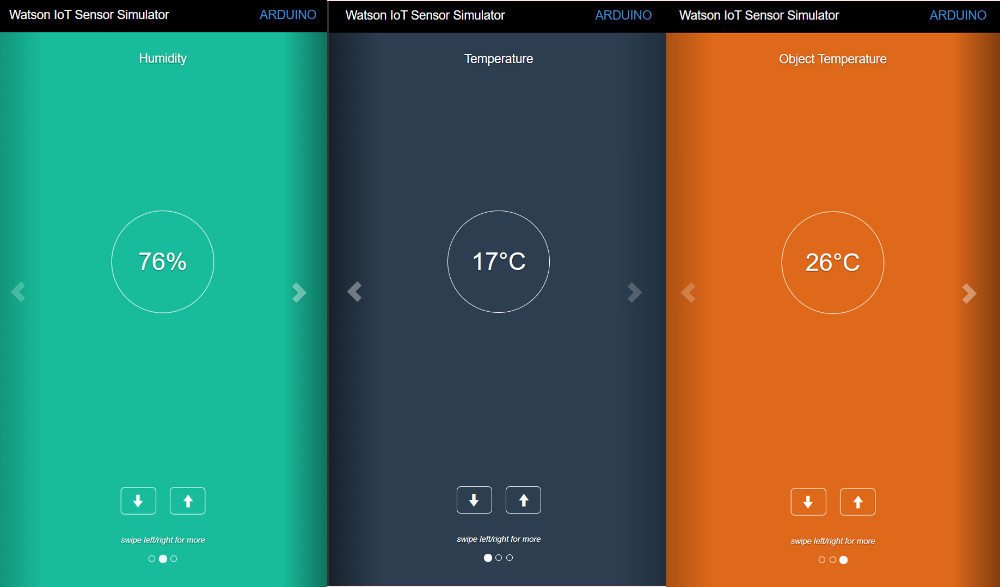 Watson IoT Sensor Simulator
ARDUINO
Humidity
76%
swipe left/right for more
Watson IoT Sensor Simulator
ARDUINO
Temperature
17°C
swipe left/right for more
Watson IoT Sensor Simulator
ARDUINO
Object Temperature
26°C
swipe left/right for more